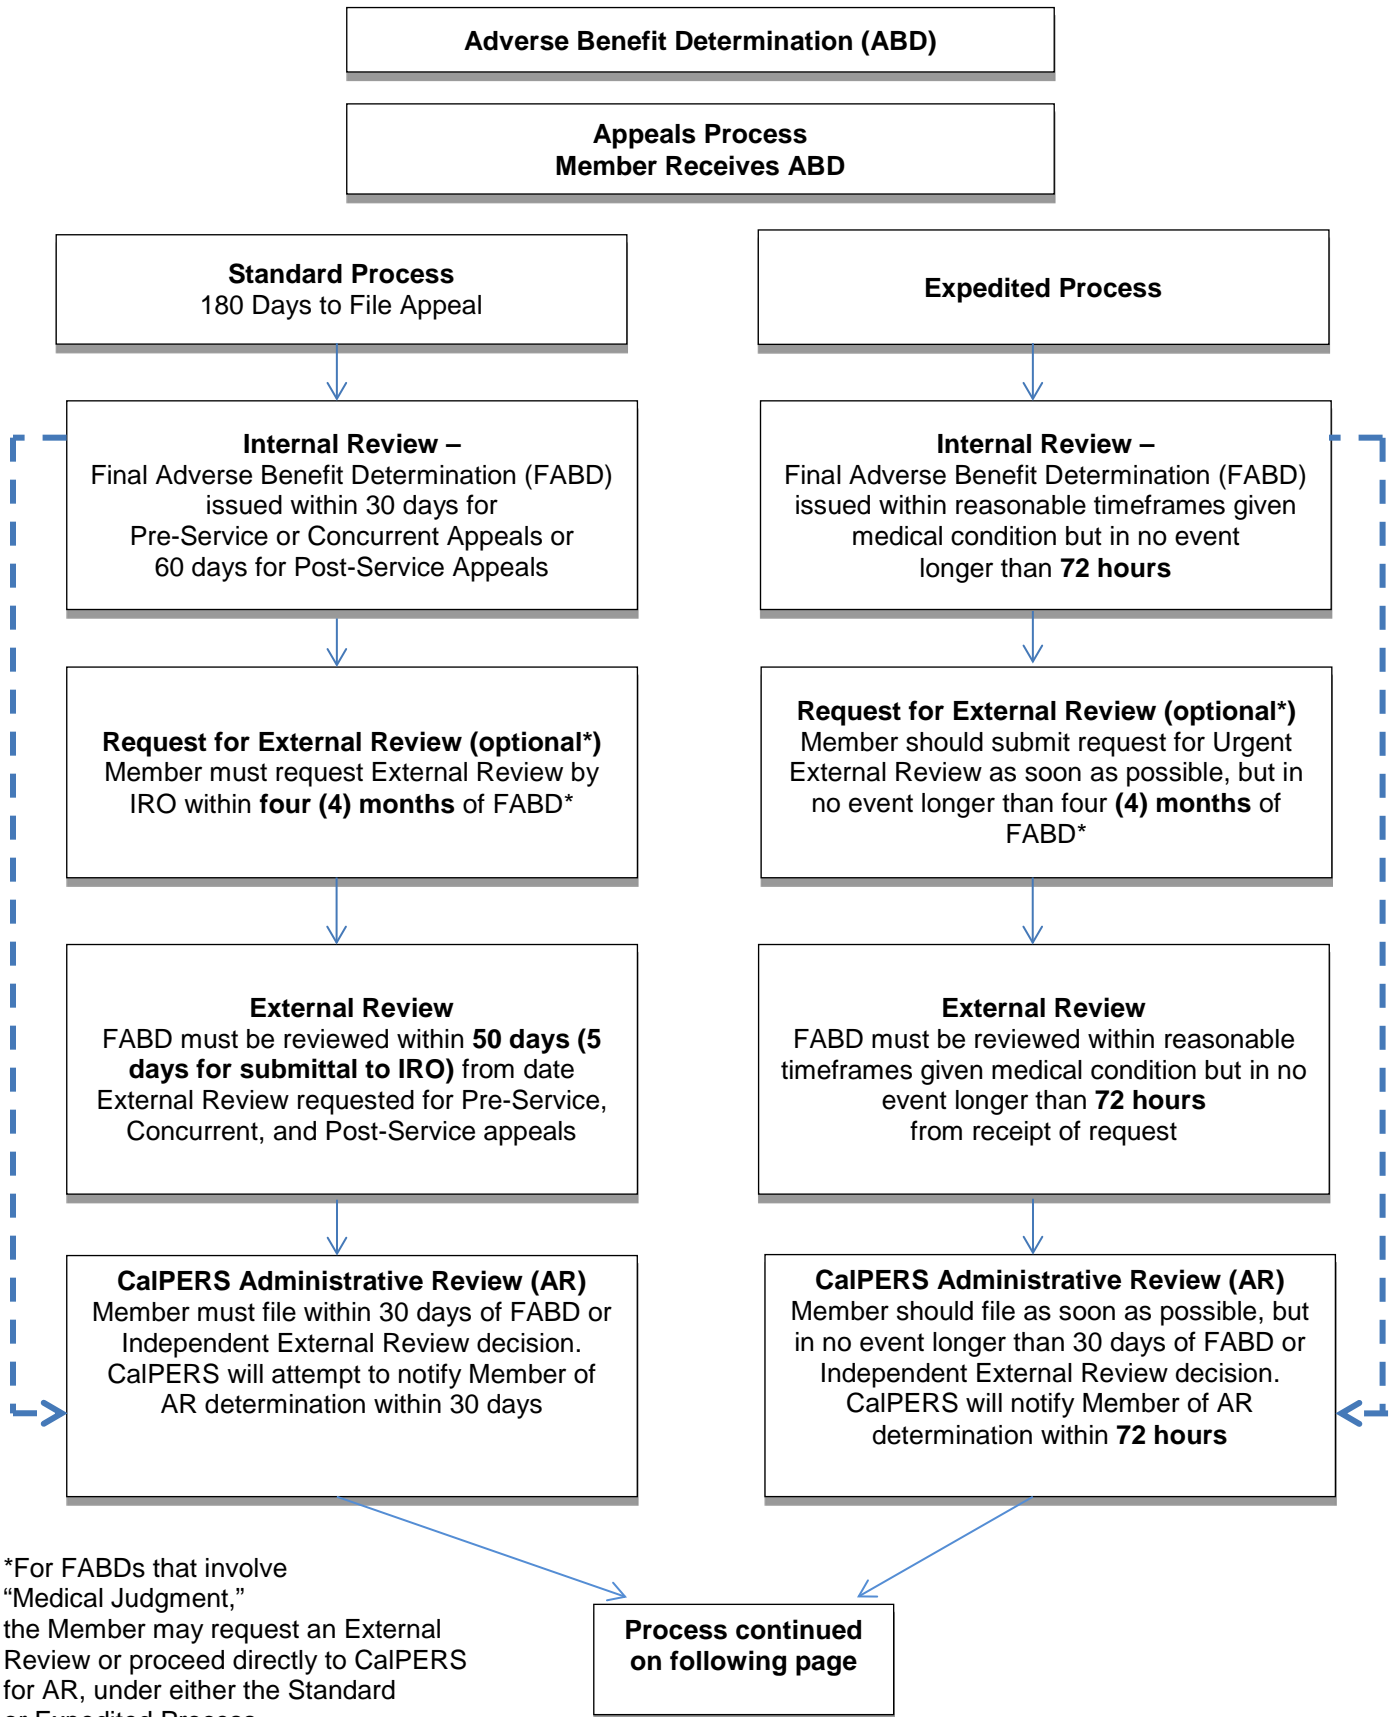 Adverse Benefit Determination (ABD)
Appeals Process
Member Receives ABD
Standard Process
180 Days to File Appeal
Expedited Process
Internal Review –
Final Adverse Benefit Determination (FABD)
issued within 30 days for
Pre-Service or Concurrent Appeals or
60 days for Post-Service Appeals
Internal Review –
Final Adverse Benefit Determination (FABD)
issued within reasonable timeframes given
medical condition but in no event
longer than 72 hours
Request for External Review (optional*)
Member must request External Review by
IRO within four (4) months of FABD*
Request for External Review (optional*)
Member should submit request for Urgent
External Review as soon as possible, but in
no event longer than four (4) months of
FABD*
External Review
FABD must be reviewed within 50 days (5
days for submittal to IRO) from date
External Review requested for Pre-Service,
Concurrent, and Post-Service appeals
External Review
FABD must be reviewed within reasonable
timeframes given medical condition but in no
event longer than 72 hours
from receipt of request
CalPERS Administrative Review (AR)
Member must file within 30 days of FABD or
Independent External Review decision.
CalPERS will attempt to notify Member of
AR determination within 30 days
CalPERS Administrative Review (AR)
Member should file as soon as possible, but
in no event longer than 30 days of FABD or
Independent External Review decision.
CalPERS will notify Member of AR
determination within 72 hours
*For FABDs that involve
“Medical Judgment,”
the Member may request an External
Review or proceed directly to CalPERS
for AR, under either the Standard
or Expedited Process
Process continued
on following page